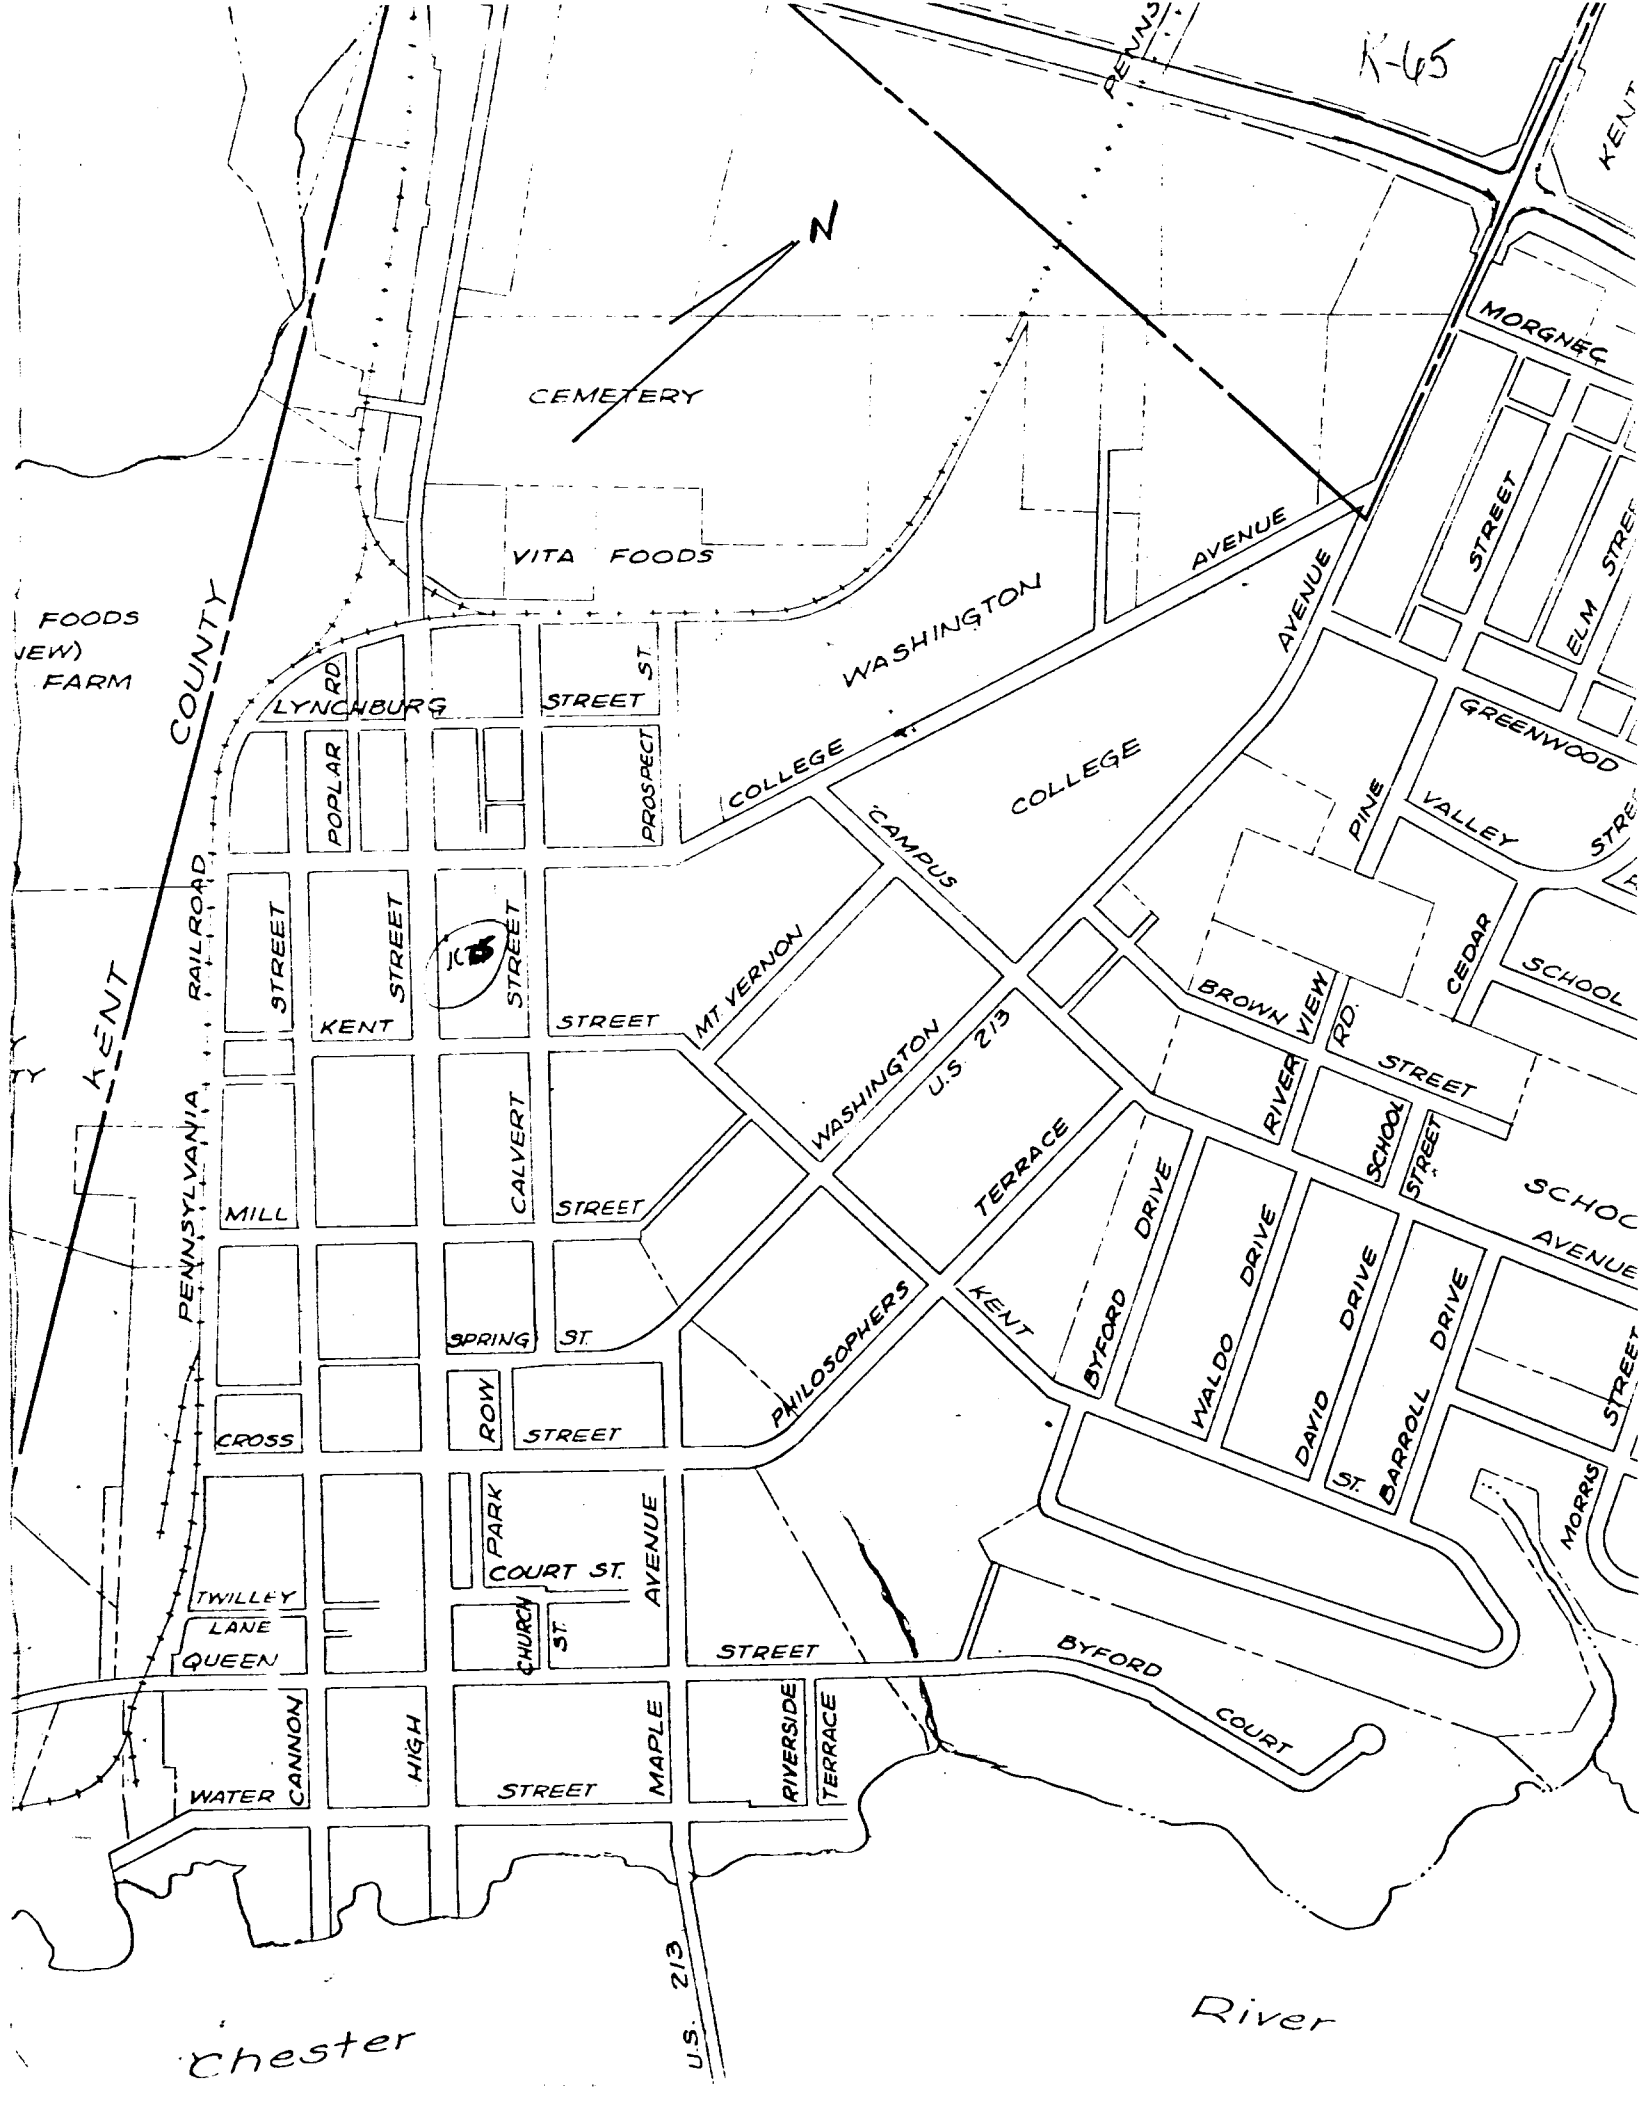 PENNS
K-65
KENT
N
MORGNEC
CEMETERY
STREET
VITA FOODS
AVENUE
WASHINGTON
AVENUE
ELM STREE
FOODS
FARM
COUNTY
RD.
ST.
LYNCHBURG STREET
GREENWOOD
COLLEGE
COLLEGE
POPLAR
PROSPECT
PINE
VALLEY
STREE
CAMPUS
RAILROAD
STREET
STREET
STREET
MT. VERNON
CEDAR
SCHOOL
KENT
KENT STREET
BROWN STREET
RIVER VIEW RD.
WASHINGTON
U.S. 213
PENNSYLVANIA
CALVERT
SCHOOL STREET
TERRACE
MILL STREET
BYFORD DRIVE
WALDO DRIVE
DAVID DRIVE
BARROLL DRIVE
SCHOO
AVENUE
SPRING ST.
PHILOSOPHERS
KENT ST.
ROW
CROSS STREET
STREET
PARK
MORRIS
COURT ST.
AVENUE
TWILLEY
LANE
CHURCH ST.
QUEEN STREET
BYFORD COURT
CANNON
HIGH
MAPLE
RIVERSIDE
TERRACE
WATER STREET
U.S. 213
Chester River